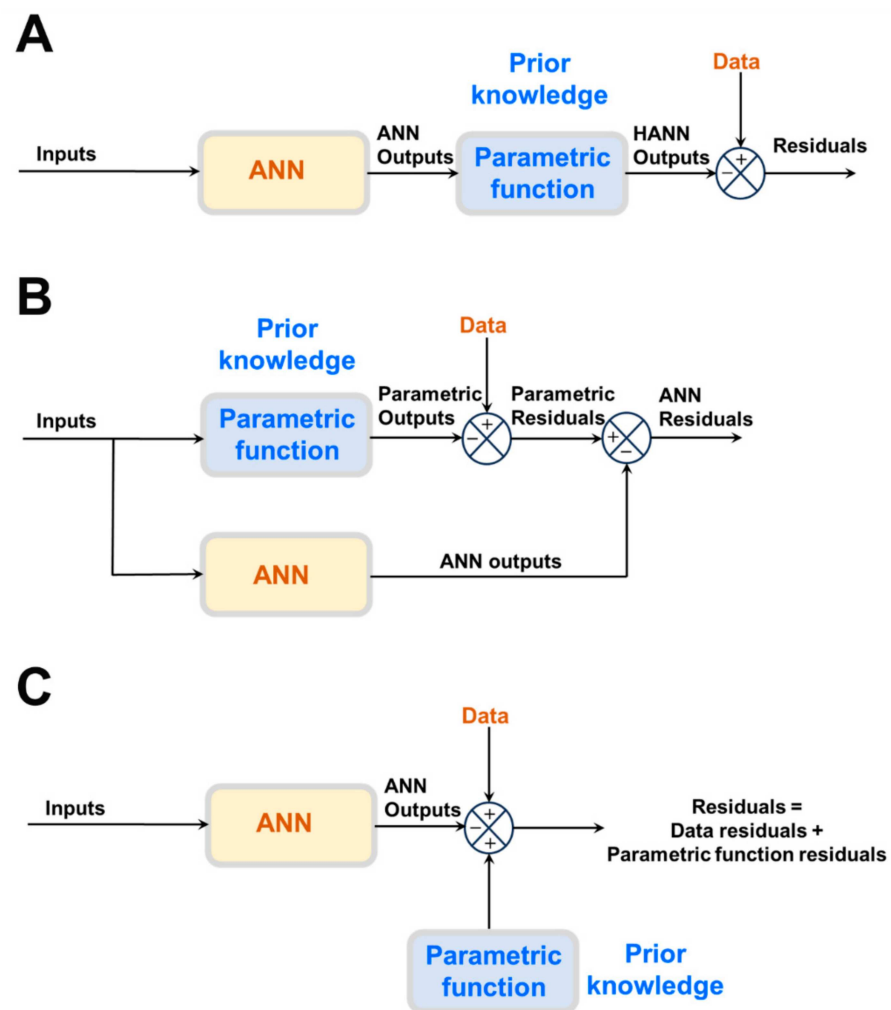 A
Prior
knowledge
Data
Inputs
ANN
ANN
Outputs
Parametric
function
HANN
Outputs
+
−
Residuals
B
Prior
knowledge
Data
Inputs
Parametric
function
Parametric
Outputs
+
−
Parametric
Residuals
+
−
ANN
Residuals
ANN
ANN outputs
C
Data
Inputs
ANN
ANN
Outputs
+
−
+
Residuals =
Data residuals +
Parametric function residuals
Parametric
function
Prior
knowledge